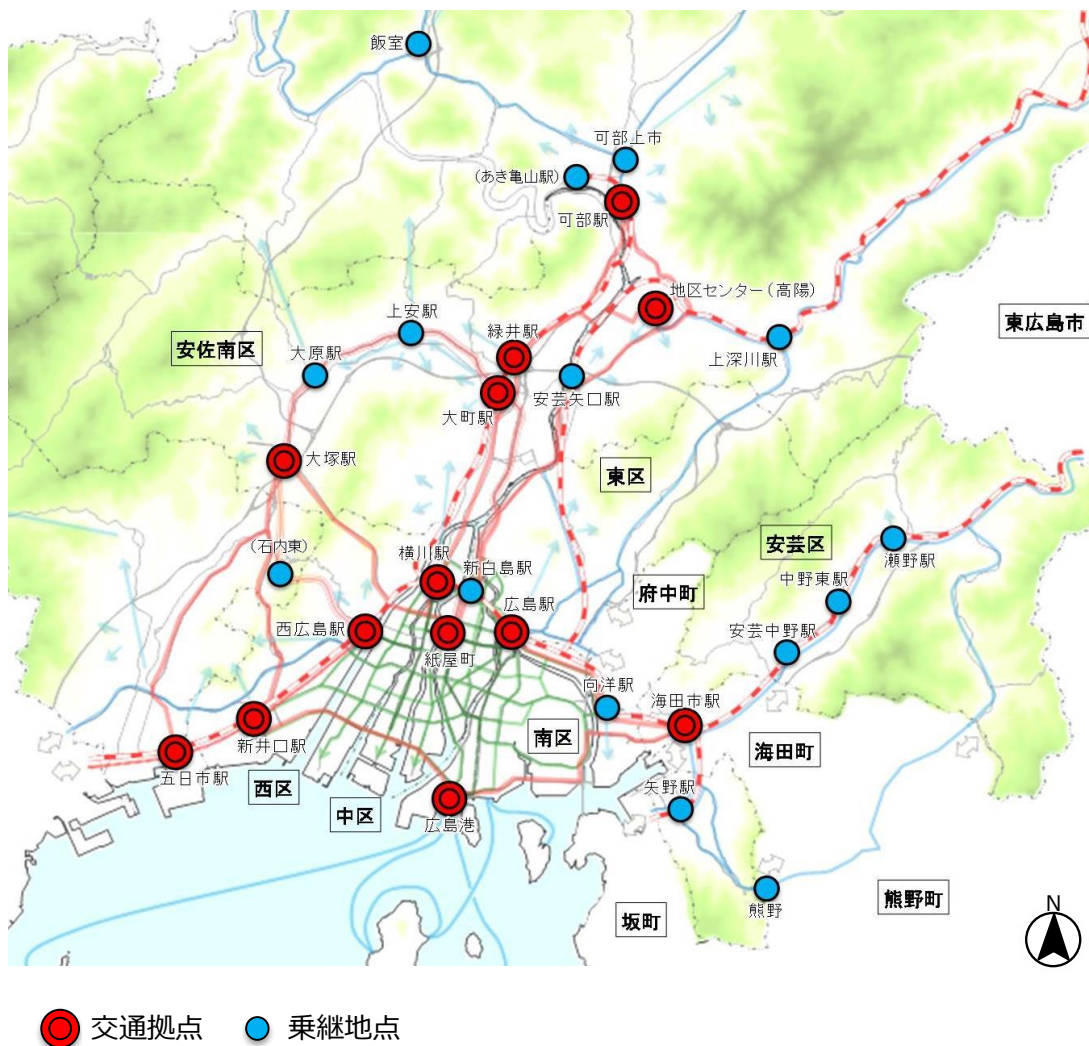 飯室
可部上市
(あき亀山駅)
可部駅
地区センター(高陽)
東広島市
上安駅
緑井駅
安佐南区
大原駅
上深川駅
安芸矢口駅
大町駅
大塚駅
東区
安芸区
(石内東)
横川駅
新白島駅
瀬野駅
中野東駅
府中町
広島駅
西広島駅
安芸中野駅
紙屋町
向洋駅
海田市駅
新井口駅
南区
海田町
五日市駅
西区
矢野駅
中区
広島港
熊野町
N
熊野
坂町
交通拠点
乗継地点